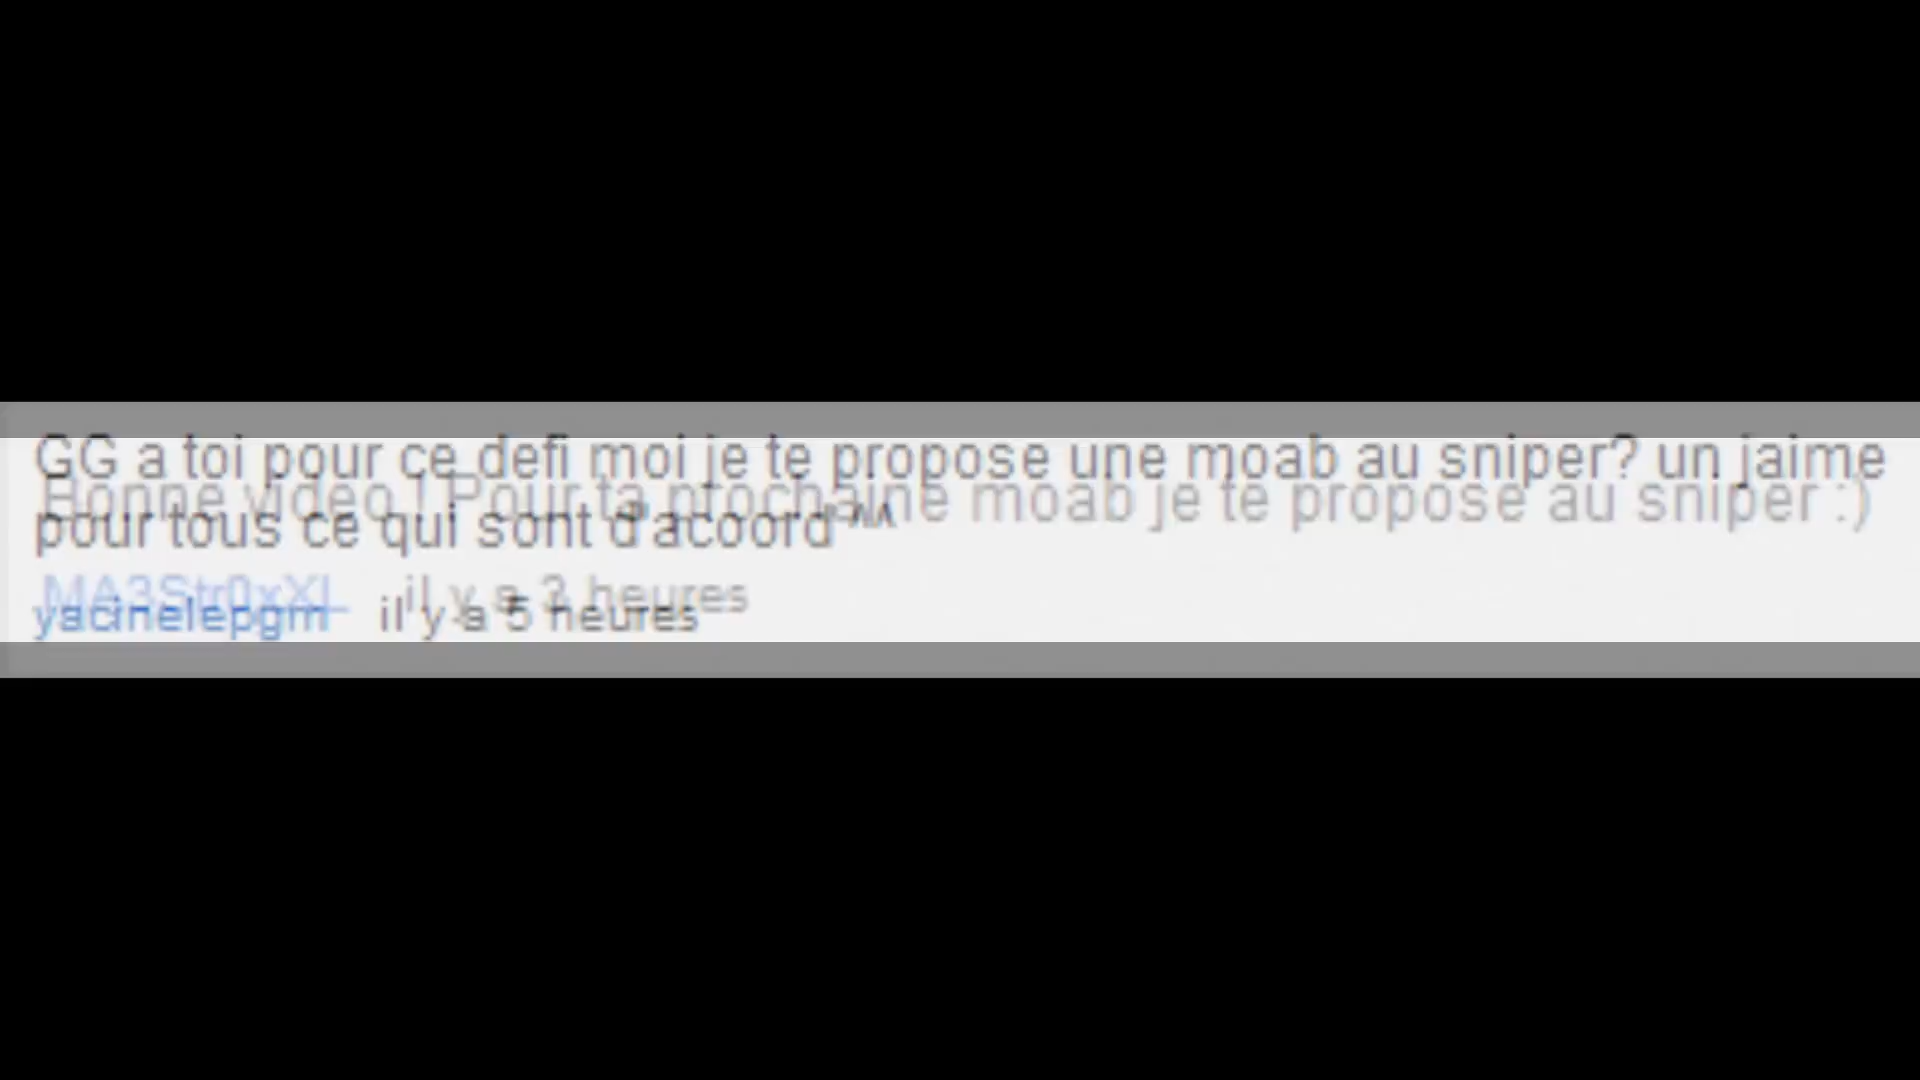 GG a toi pour ce defi moi je te propose une moab au sniper? un jaime
pour tous ce qui sont d'acoord ^^
yacinelepgm il y a 5 heures
Bonne vidéo ! Pour ta prochaine moab je te propose au sniper :)
MA3Str0xXL il y a 3 heures